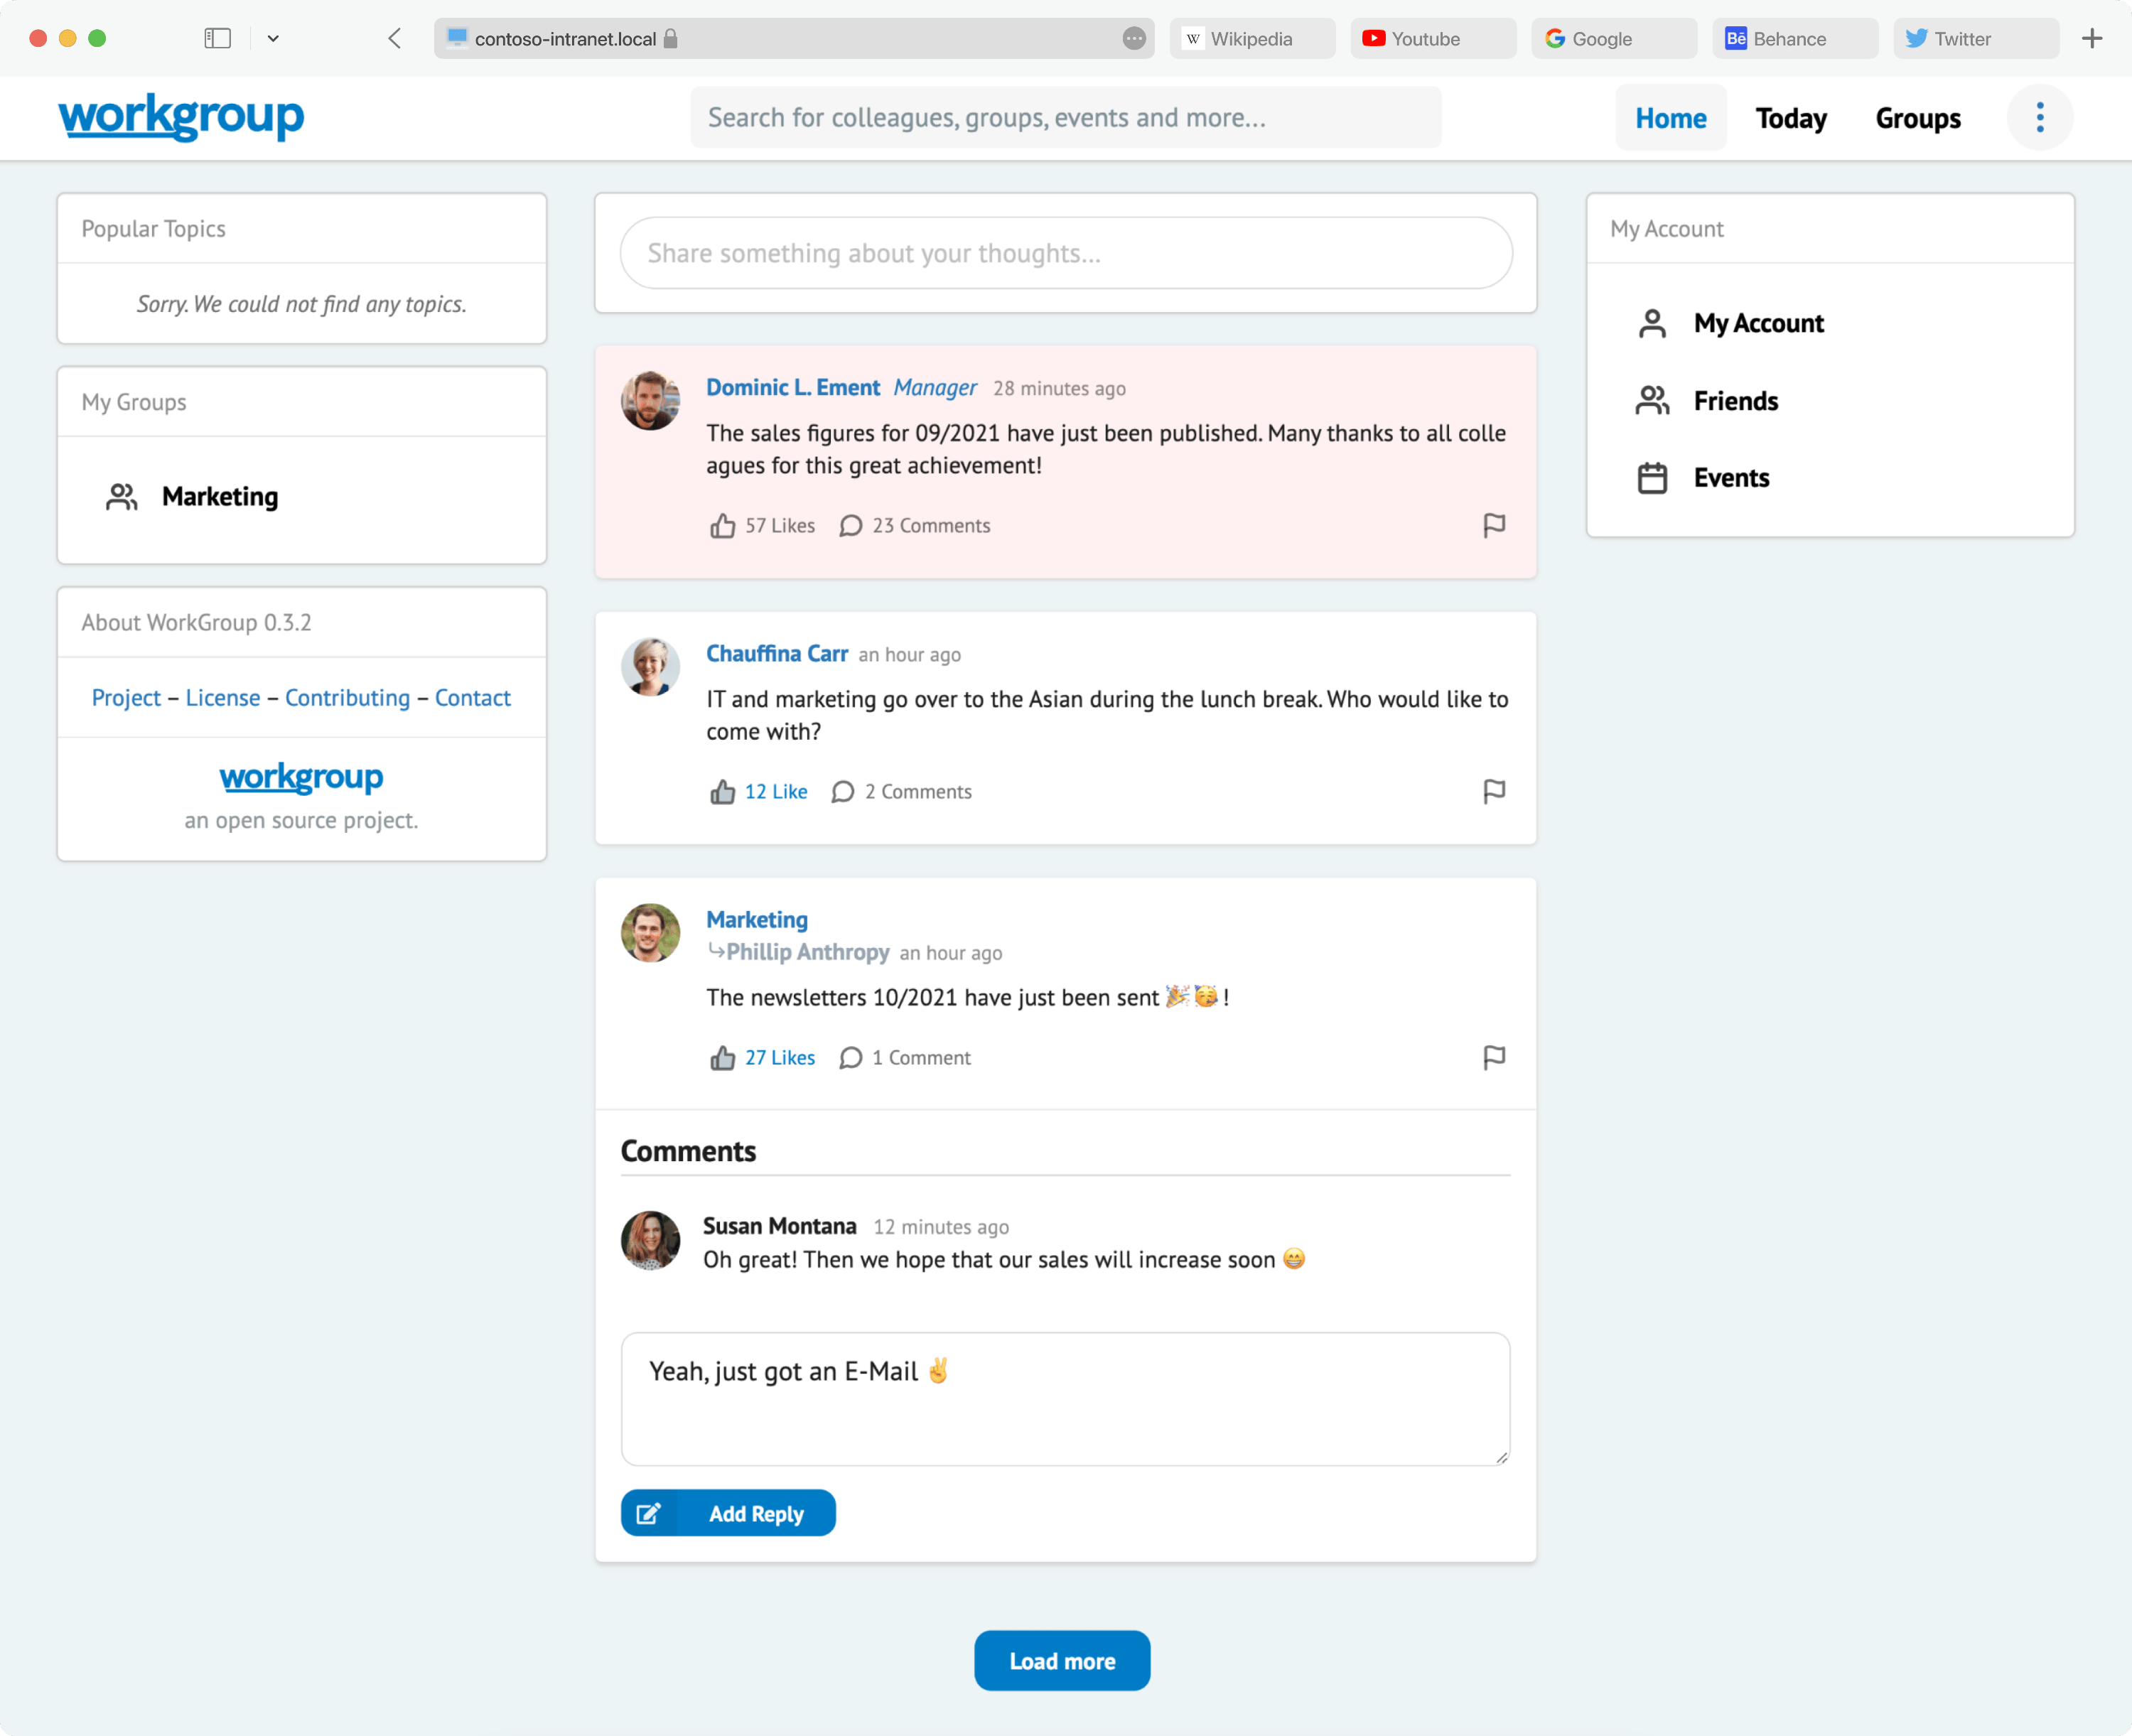 contoso-intranet.local
Wikipedia
Youtube
Google
Bē Behance
Twitter
workgroup
Search for colleagues, groups, events and more...
Home
Today
Groups
Popular Topics
Sorry. We could not find any topics.
My Groups
Marketing
About WorkGroup 0.3.2
Project – License – Contributing – Contact
workgroup
an open source project.
Share something about your thoughts...
Dominic L. Ement Manager 28 minutes ago
The sales figures for 09/2021 have just been published. Many thanks to all colle
agues for this great achievement!
57 Likes 23 Comments
Chauffina Carr an hour ago
IT and marketing go over to the Asian during the lunch break. Who would like to
come with?
12 Like 2 Comments
Marketing
↳Phillip Anthropy an hour ago
The newsletters 10/2021 have just been sent 🎉🥳 !
27 Likes 1 Comment
Comments
Susan Montana 12 minutes ago
Oh great! Then we hope that our sales will increase soon 😁
Yeah, just got an E-Mail ✌️
Add Reply
Load more
My Account
My Account
Friends
Events